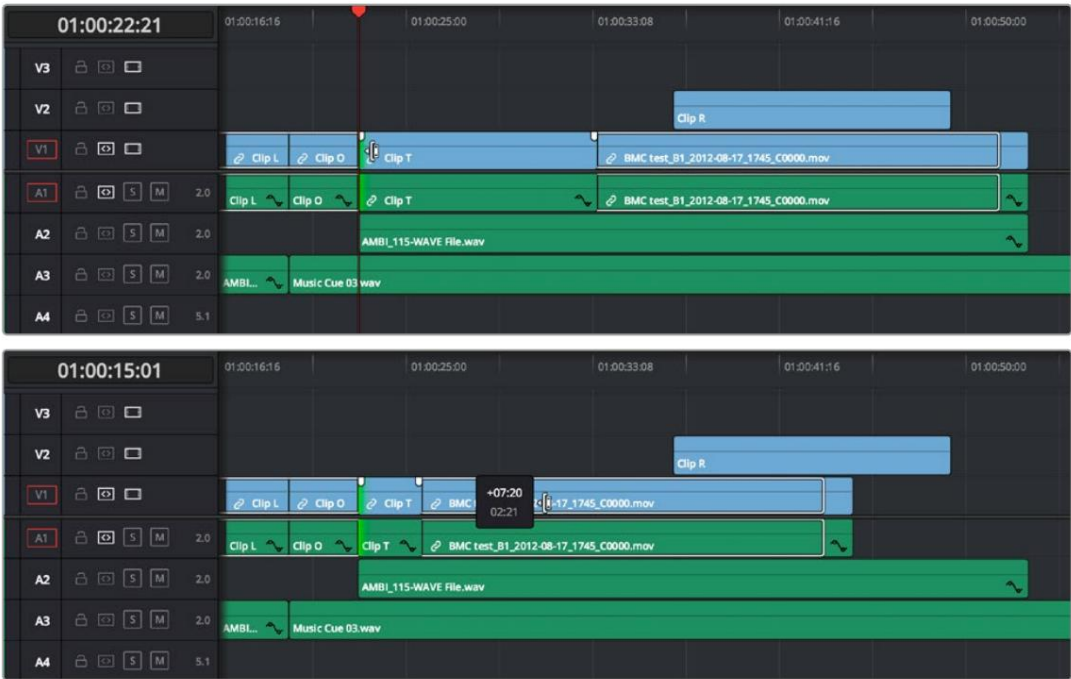 01:00:22:21 01:00:16:16 01:00:25:00 01:00:33:08 01:00:41:16 01:00:50:00
V3
V2 Clip R
V1 Clip L Clip O Clip T BMC test_B1_2012-08-17_1745_C0000.mov
A1 S M 2.0 Clip L Clip O Clip T BMC test_B1_2012-08-17_1745_C0000.mov
A2 S M 2.0 AMBI_115-WAVE File.wav
A3 S M 2.0 AMBI... Music Cue 03.wav
A4 S M 5.1
01:00:15:01 01:00:16:16 01:00:25:00 01:00:33:08 01:00:41:16 01:00:50:00
V3
V2 Clip R
V1 Clip L Clip O Clip T BMC +07:20 -17_1745_C0000.mov
02:21
A1 S M 2.0 Clip L Clip O Clip T BMC test_B1_2012-08-17_1745_C0000.mov
A2 S M 2.0 AMBI_115-WAVE File.wav
A3 S M 2.0 AMBI... Music Cue 03.wav
A4 S M 5.1